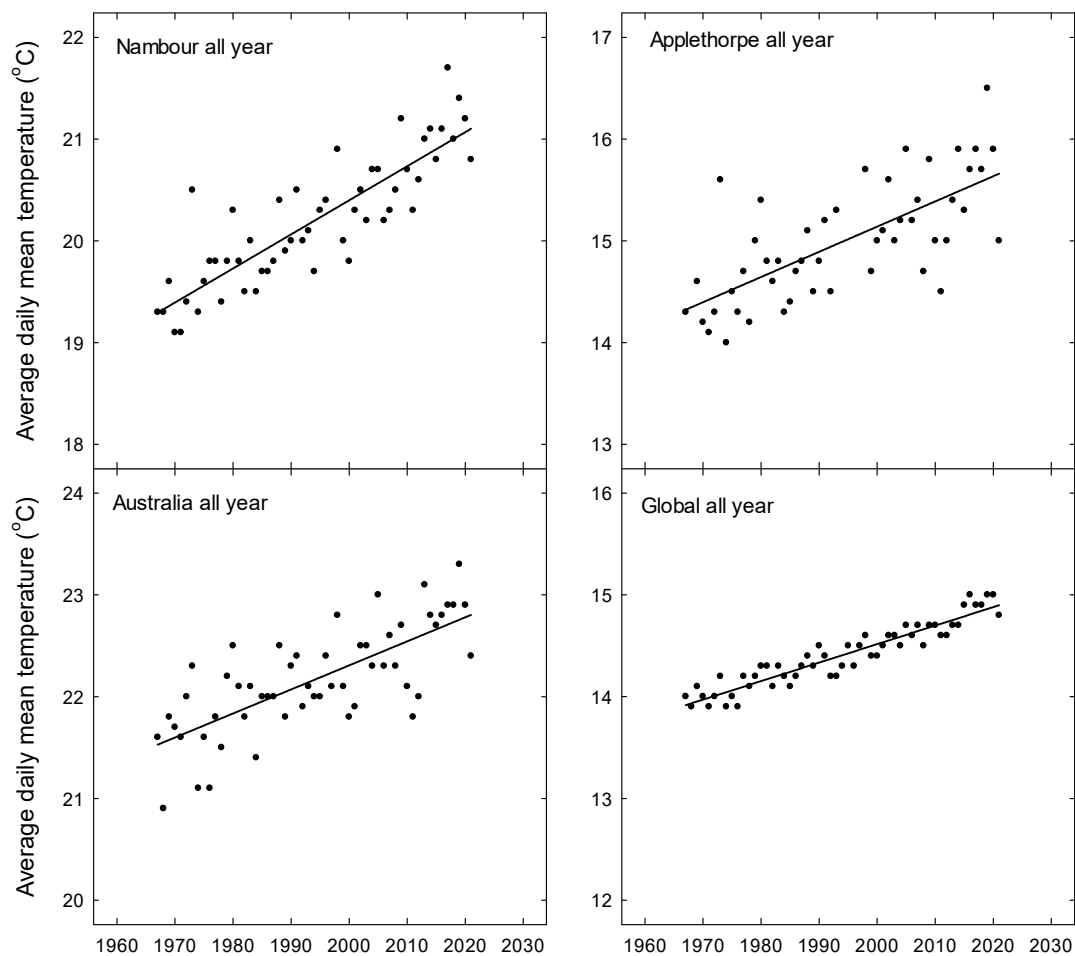 Average daily mean temperature (°C)
22
21
20
19
18
Nambour all year
17
16
15
14
13
Applethorpe all year
Average daily mean temperature (°C)
24
23
22
21
20
Australia all year
1960 1970 1980 1990 2000 2010 2020 2030
16
15
14
13
12
Global all year
1960 1970 1980 1990 2000 2010 2020 2030